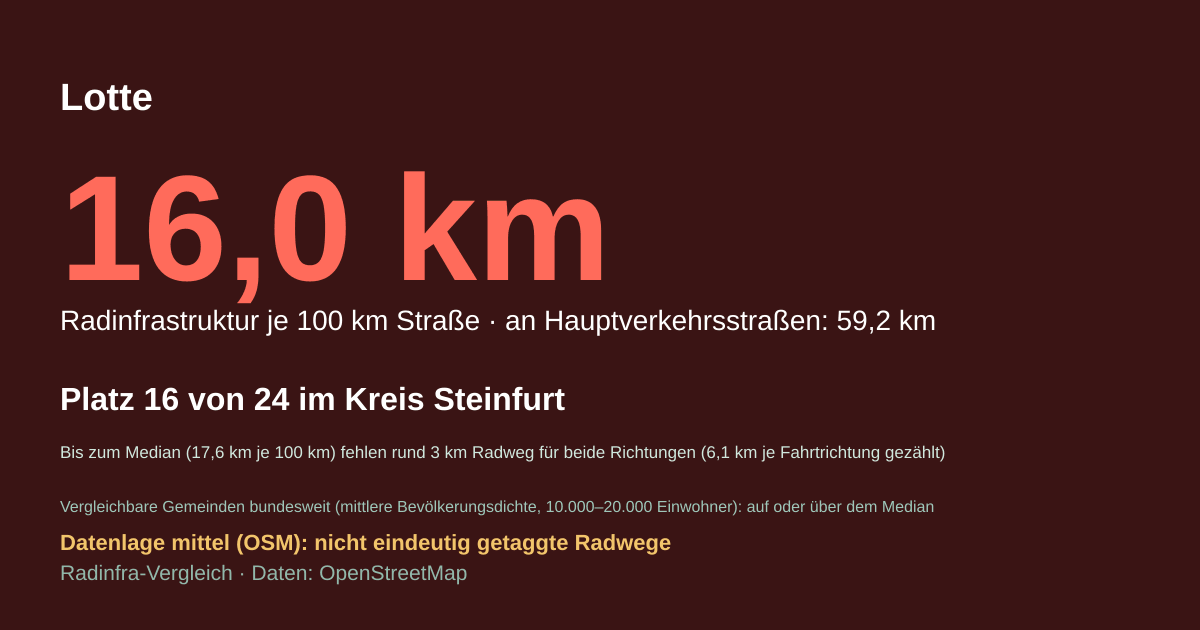 Lotte
16,0 km
Radinfrastruktur je 100 km Straße · an Hauptverkehrsstraßen: 59,2 km
Platz 16 von 24 im Kreis Steinfurt
Bis zum Median (17,6 km je 100 km) fehlen rund 3 km Radweg für beide Richtungen (6,1 km je Fahrtrichtung gezählt)
Vergleichbare Gemeinden bundesweit (mittlere Bevölkerungsdichte, 10.000–20.000 Einwohner): auf oder über dem Median
Datenlage mittel (OSM): nicht eindeutig getaggte Radwege
Radinfra-Vergleich · Daten: OpenStreetMap